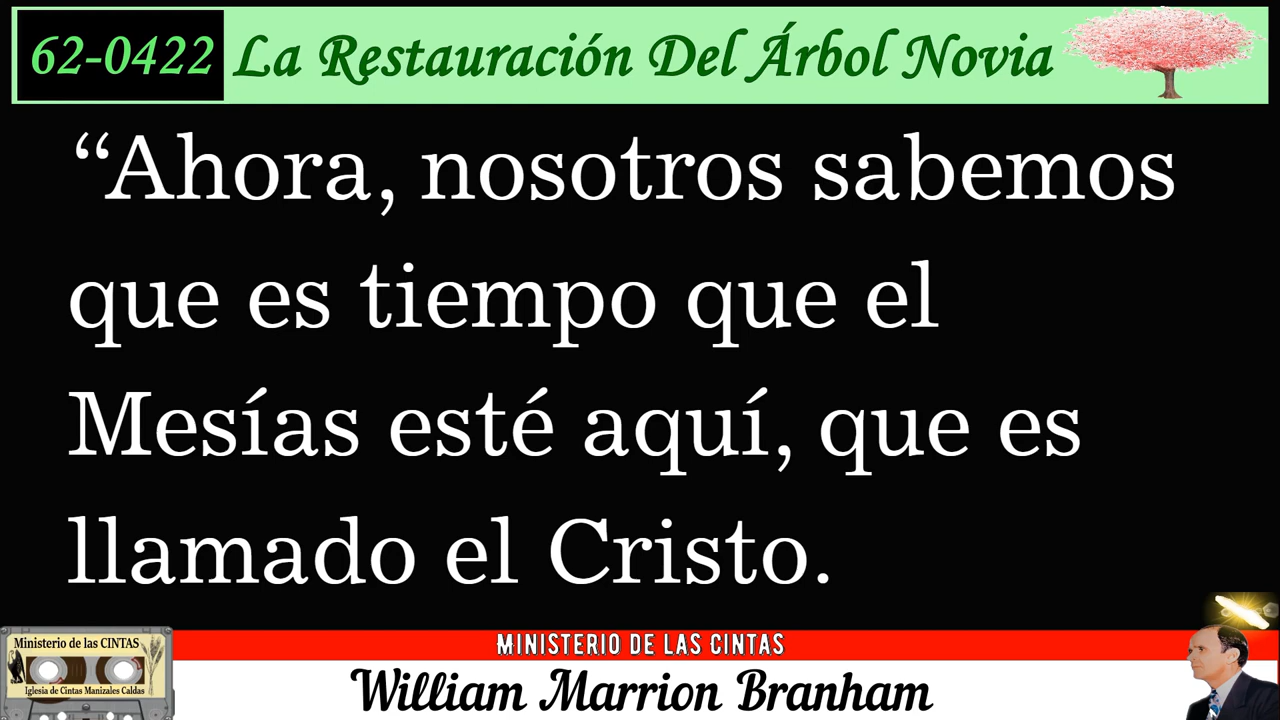 62-0422 La Restauración Del Árbol Novia
“Ahora, nosotros sabemos
que es tiempo que el
Mesías esté aquí, que es
llamado el Cristo.
MINISTERIO DE LAS CINTAS
Ministerio de las CINTAS
Iglesia de Cintas Manizales Caldas
William Marrion Branham